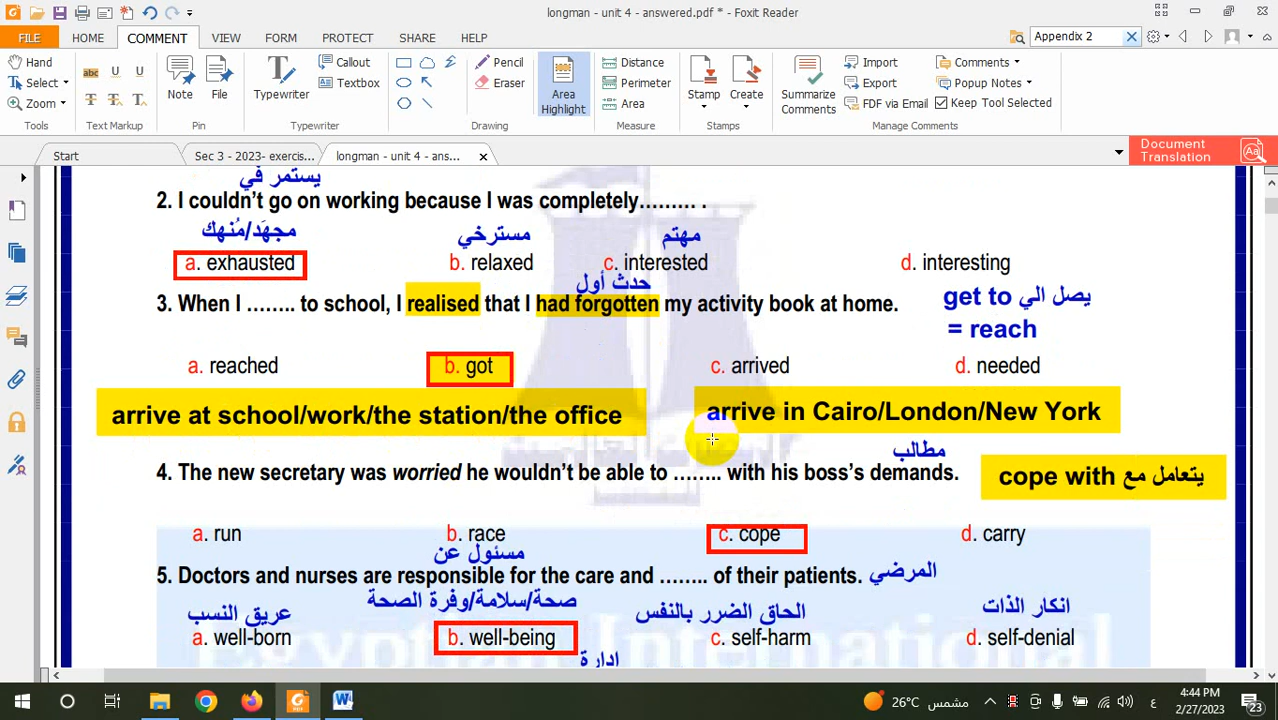 longman - unit 4 - answered.pdf * - Foxit Reader
FILE HOME COMMENT VIEW FORM PROTECT SHARE HELP
Appendix 2
Hand
Select
Zoom
Tools
Text Markup
Note
File
Pin
Typewriter
Callout
Textbox
Typewriter
Pencil
Eraser
Drawing
Area Highlight
Distance
Perimeter
Area
Measure
Stamp
Create
Stamps
Summarize Comments
Import
Export
FDF via Email
Comments
Popup Notes
Keep Tool Selected
Manage Comments
Start
Sec 3 - 2023- exercis...
longman - unit 4 - ans...
Document Translation
يستمر في
2. I couldn't go on working because I was completely……… .
مجهَد/مُنهك مسترخي مهتم
a. exhausted b. relaxed c. interested d. interesting
حدث أول
3. When I …….. to school, I realised that I had forgotten my activity book at home.
get to يصل الي
= reach
a. reached b. got c. arrived d. needed
arrive at school/work/the station/the office
arrive in Cairo/London/New York
مطالب
4. The new secretary was worried he wouldn't be able to …….. with his boss's demands.
cope with يتعامل مع
a. run b. race c. cope d. carry
مسئول عن
5. Doctors and nurses are responsible for the care and …….. of their patients.
المرضي
عريق النسب صحة/سلامة/وفرة الصحة الحاق الضرر بالنفس انكار الذات
a. well-born b. well-being c. self-harm d. self-denial
ادارة
International
26°C مشمس
ع
4:44 PM
2/27/2023
23